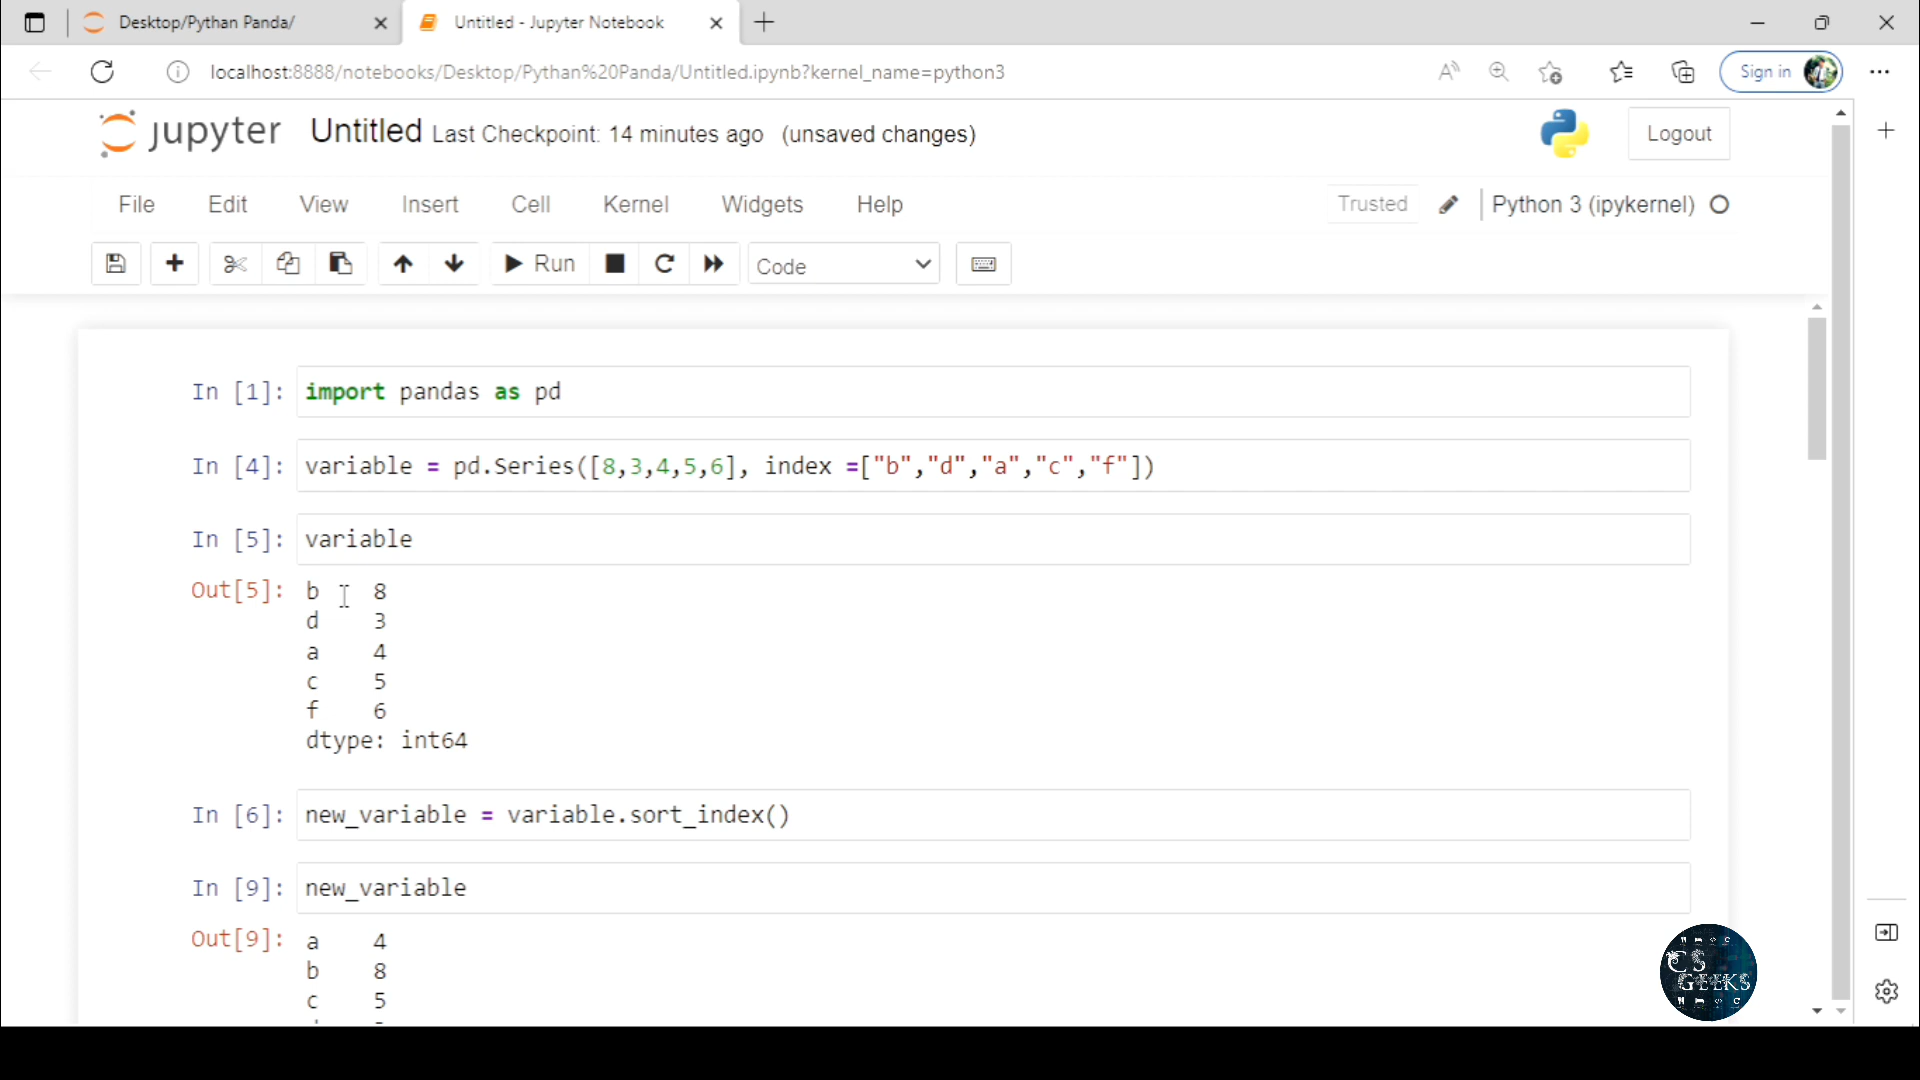 Desktop/Pythan Panda/
Untitled - Jupyter Notebook
localhost:8888/notebooks/Desktop/Pythan%20Panda/Untitled.ipynb?kernel_name=python3
Sign in
jupyter Untitled Last Checkpoint: 14 minutes ago (unsaved changes)
Logout
File Edit View Insert Cell Kernel Widgets Help
Trusted
Python 3 (ipykernel)
Run
Code
In [1]: import pandas as pd
In [4]: variable = pd.Series([8,3,4,5,6], index =["b","d","a","c","f"])
In [5]: variable
Out[5]: b 8
d 3
a 4
c 5
f 6
dtype: int64
In [6]: new_variable = variable.sort_index()
In [9]: new_variable
Out[9]: a 4
b 8
c 5
CS
GEEKS